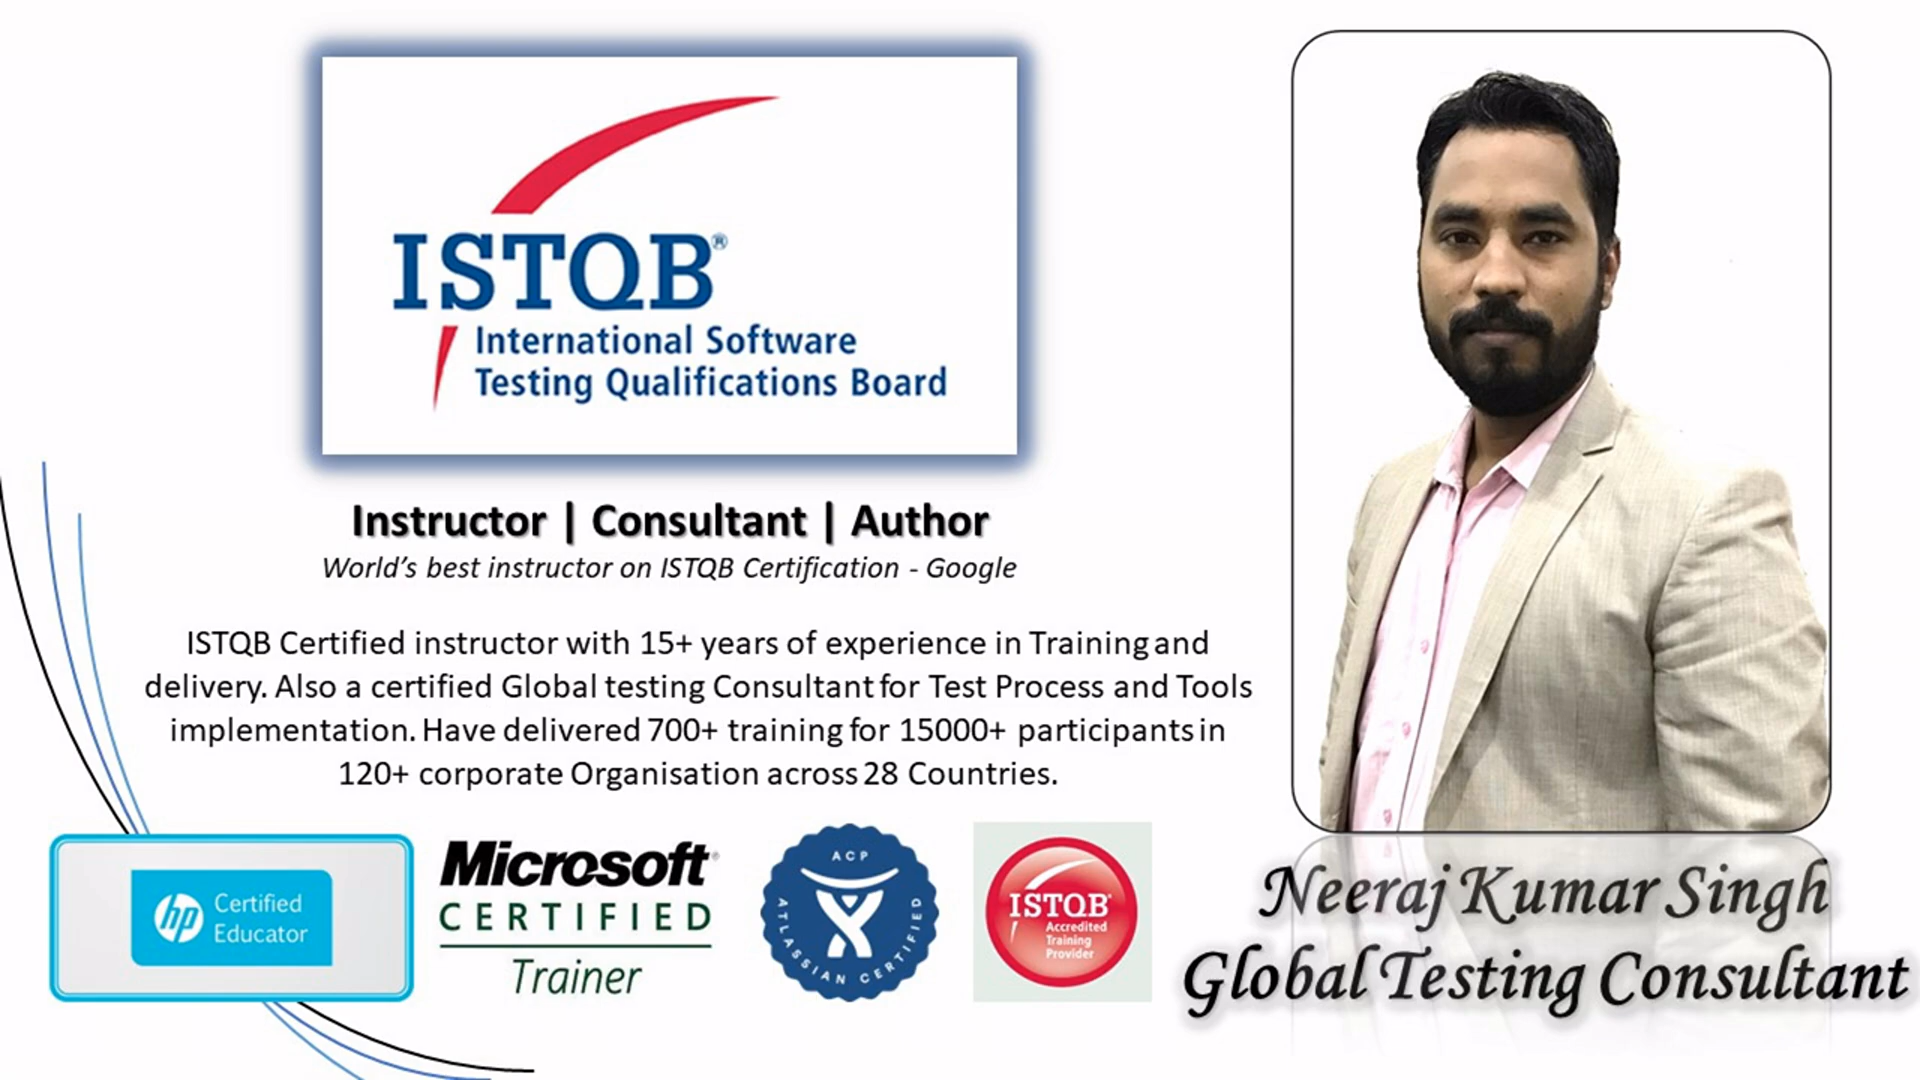 ISTQB®
International Software
Testing Qualifications Board
Instructor | Consultant | Author
World's best instructor on ISTQB Certification - Google
ISTQB Certified instructor with 15+ years of experience in Training and
delivery. Also a certified Global testing Consultant for Test Process and Tools
implementation. Have delivered 700+ training for 15000+ participants in
120+ corporate Organisation across 28 Countries.
hp Certified
Educator
Microsoft®
CERTIFIED
Trainer
ACP
ATLASSIAN CERTIFIED
ISTQB®
Accredited
Training
Provider
Neeraj Kumar Singh
Global Testing Consultant